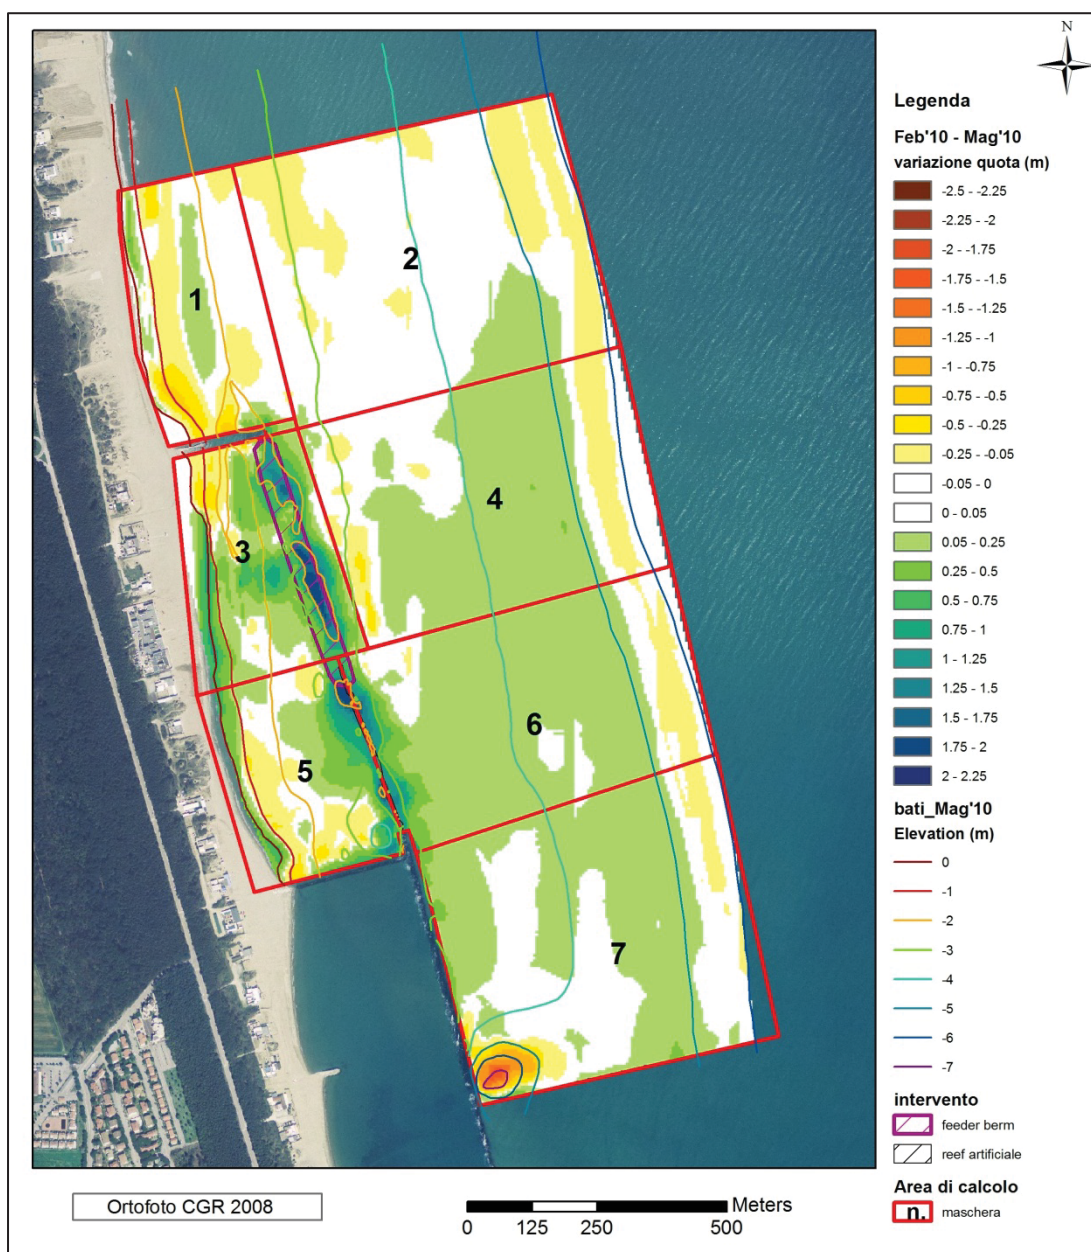 N
Legenda
Feb'10 - Mag'10
variazione quota (m)
-2.5 - -2.25
-2.25 - -2
-2 - -1.75
-1.75 - -1.5
-1.5 - -1.25
-1.25 - -1
-1 - -0.75
-0.75 - -0.5
-0.5 - -0.25
-0.25 - -0.05
-0.05 - 0
0 - 0.05
0.05 - 0.25
0.25 - 0.5
0.5 - 0.75
0.75 - 1
1 - 1.25
1.25 - 1.5
1.5 - 1.75
1.75 - 2
2 - 2.25
bati_Mag'10
Elevation (m)
0
-1
-2
-3
-4
-5
-6
-7
intervento
feeder berm
reef artificiale
Area di calcolo
n. maschera
1
2
3
4
5
6
7
Ortofoto CGR 2008
Meters
0 125 250 500